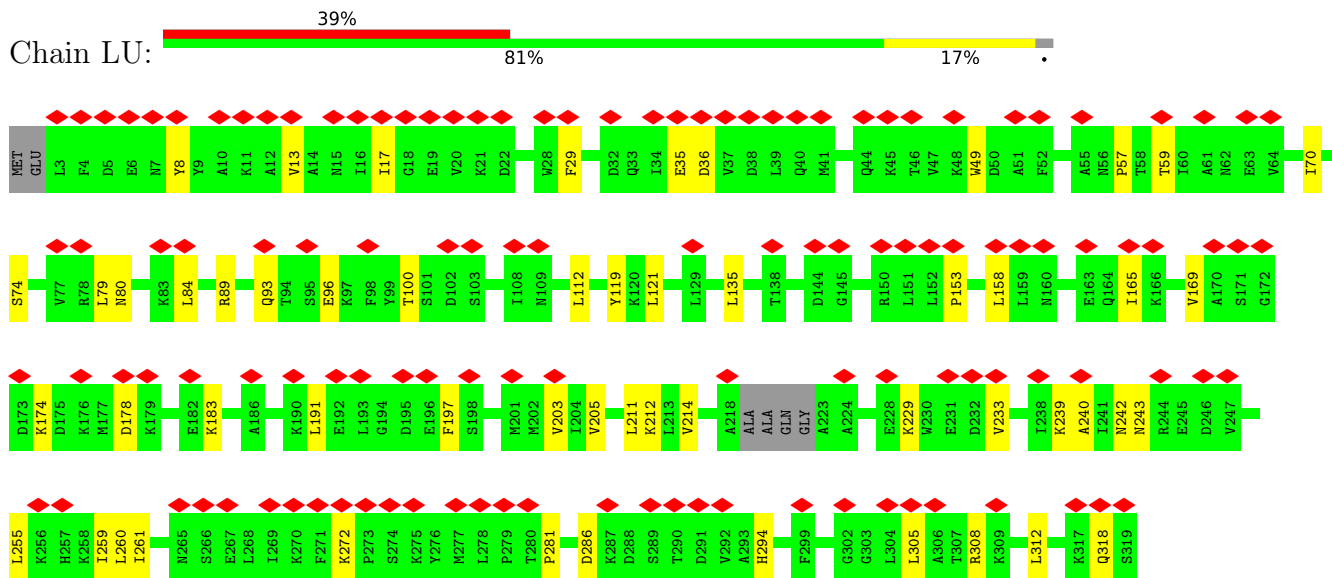 39%
Chain LU:
81% 17% •
MET GLU L3 F4 D5 E6 N7 Y8 Y9 A10 K11 A12 V13 A14 N15 I16 I17 G18 E19 V20 K21 D22 W28 F29 D32 Q33 I34 E35 D36 V37 D38 L39 Q40 M41 Q44 K45 T46 V47 K48 W49 D50 A51 F52 A55 N56 P57 T58 T59 I60 A61 N62 E63 V64 I70
S74 V77 R78 L79 N80 K83 L84 R89 Q93 T94 S95 E96 K97 F98 Y99 T100 S101 D102 S103 I108 N109 L112 Y119 K120 L121 L129 L135 T138 D144 G145 R150 L151 L152 P153 L158 L159 N160 E163 Q164 I165 K166 V169 A170 S171 G172
D173 K174 D175 K176 M177 D178 K179 E182 K183 A186 K190 L191 E192 L193 G194 D195 E196 F197 S198 M201 M202 V203 I204 V205 L211 K212 L213 V214 A218 ALA ALA GLN GLY A223 A224 E228 K229 W230 E231 D232 V233 I238 K239 A240 I241 N242 N243 R244 E245 D246 V247
L255 K256 H257 K258 I259 L260 I261 N265 S266 E267 L268 I269 K270 F271 K272 P273 S274 K275 Y276 M277 L278 P279 T280 P281 D286 K287 D288 S289 T290 D291 V292 A293 H294 F299 G302 G303 L304 L305 A306 T307 R308 K309 L312 K317 Q318 S319